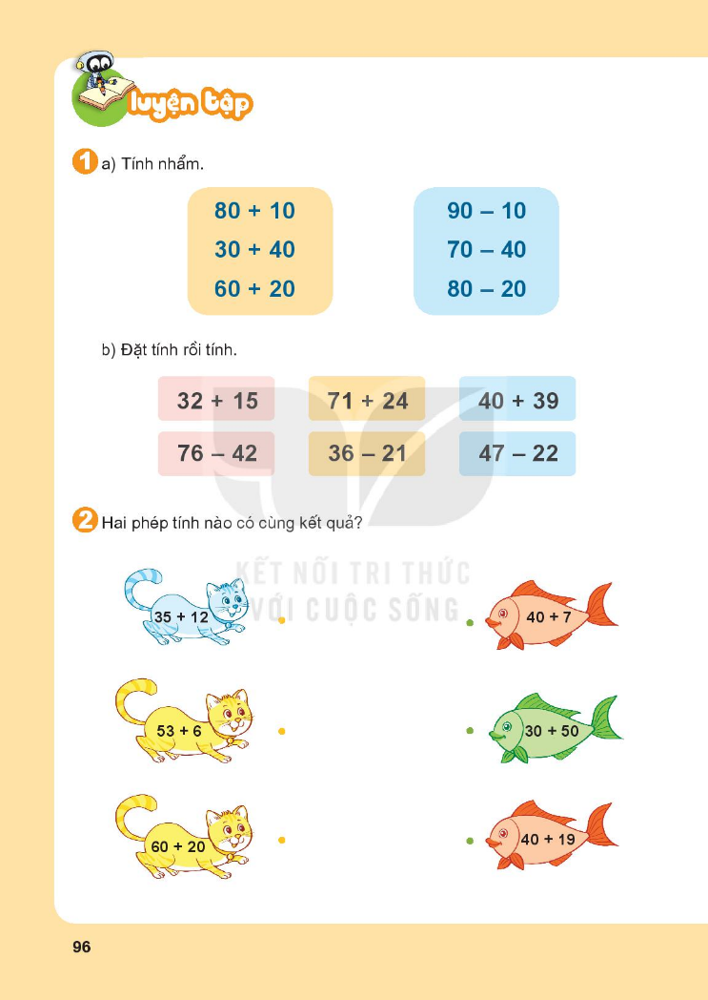 luyện tập
1 a) Tính nhẩm.
80 + 10
30 + 40
60 + 20
90 – 10
70 – 40
80 – 20
b) Đặt tính rồi tính.
32 + 15 71 + 24 40 + 39
76 – 42 36 – 21 47 – 22
2 Hai phép tính nào có cùng kết quả?
KẾT NỐI TRI THỨC
VỚI CUỘC SỐNG
35 + 12 40 + 7
53 + 6 30 + 50
60 + 20 40 + 19
96